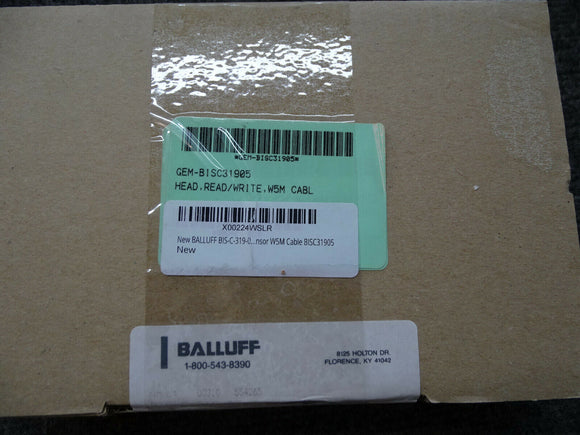 *GEM-BISC31905*
GEM-BISC31905
HEAD,READ/WRITE,W5M CABL
X00224WSLR
New BALLUFF BIS-C-319-0...nsor W5M Cable BISC31905
New
BALLUFF
1-800-543-8390
8125 HOLTON DR.
FLORENCE, KY 41042